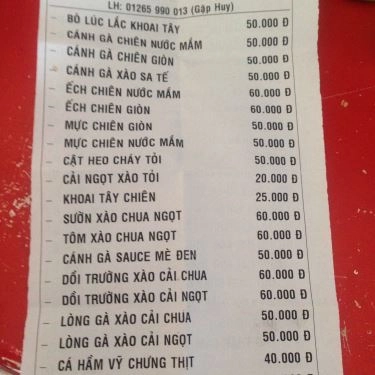 LH: 01265 990 013 (Gặp Huy)
- BÒ LÚC LẮC KHOAI TÂY 50.000 Đ
- CÁNH GÀ CHIÊN NƯỚC MẮM 50.000 Đ
- CÁNH GÀ CHIÊN GIÒN 50.000 Đ
- CÁNH GÀ XÀO SA TẾ 50.000 Đ
- ẾCH CHIÊN NƯỚC MẮM 60.000 Đ
- ẾCH CHIÊN GIÒN 60.000 Đ
- MỰC CHIÊN GIÒN 50.000 Đ
- MỰC CHIÊN NƯỚC MẮM 50.000 Đ
- CẬT HEO CHÁY TỎI 50.000 Đ
- CẢI NGỌT XÀO TỎI 20.000 Đ
- KHOAI TÂY CHIÊN 25.000 Đ
- SƯỜN XÀO CHUA NGỌT 60.000 Đ
- TÔM XÀO CHUA NGỌT 60.000 Đ
- CÁNH GÀ SAUCE MÈ ĐEN 50.000 Đ
- DỒI TRƯỜNG XÀO CẢI CHUA 60.000 Đ
- DỒI TRƯỜNG XÀO CẢI NGỌT 60.000 Đ
- LÒNG GÀ XÀO CẢI CHUA 50.000 Đ
- LÒNG GÀ XÀO CẢI NGỌT 50.000 Đ
- CÁ HẦM VỸ CHƯNG THỊT 40.000 Đ